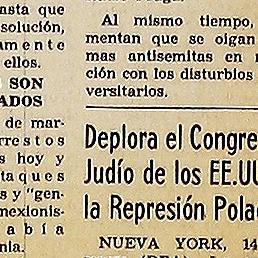 asta que
solución,
amente
ellos.
SON
ADOS
de mar-
rrestos
s hoy y
taques
s y "gen-
mexionis-
abía
nia.
Al mismo tiempo,
mentan que se oigan
mas antisemitas en
ción con los disturbios
versitarios.
Deplora el Congre
Judío de los EE.UU
la Represión Polac
NUEVA YORK, 14